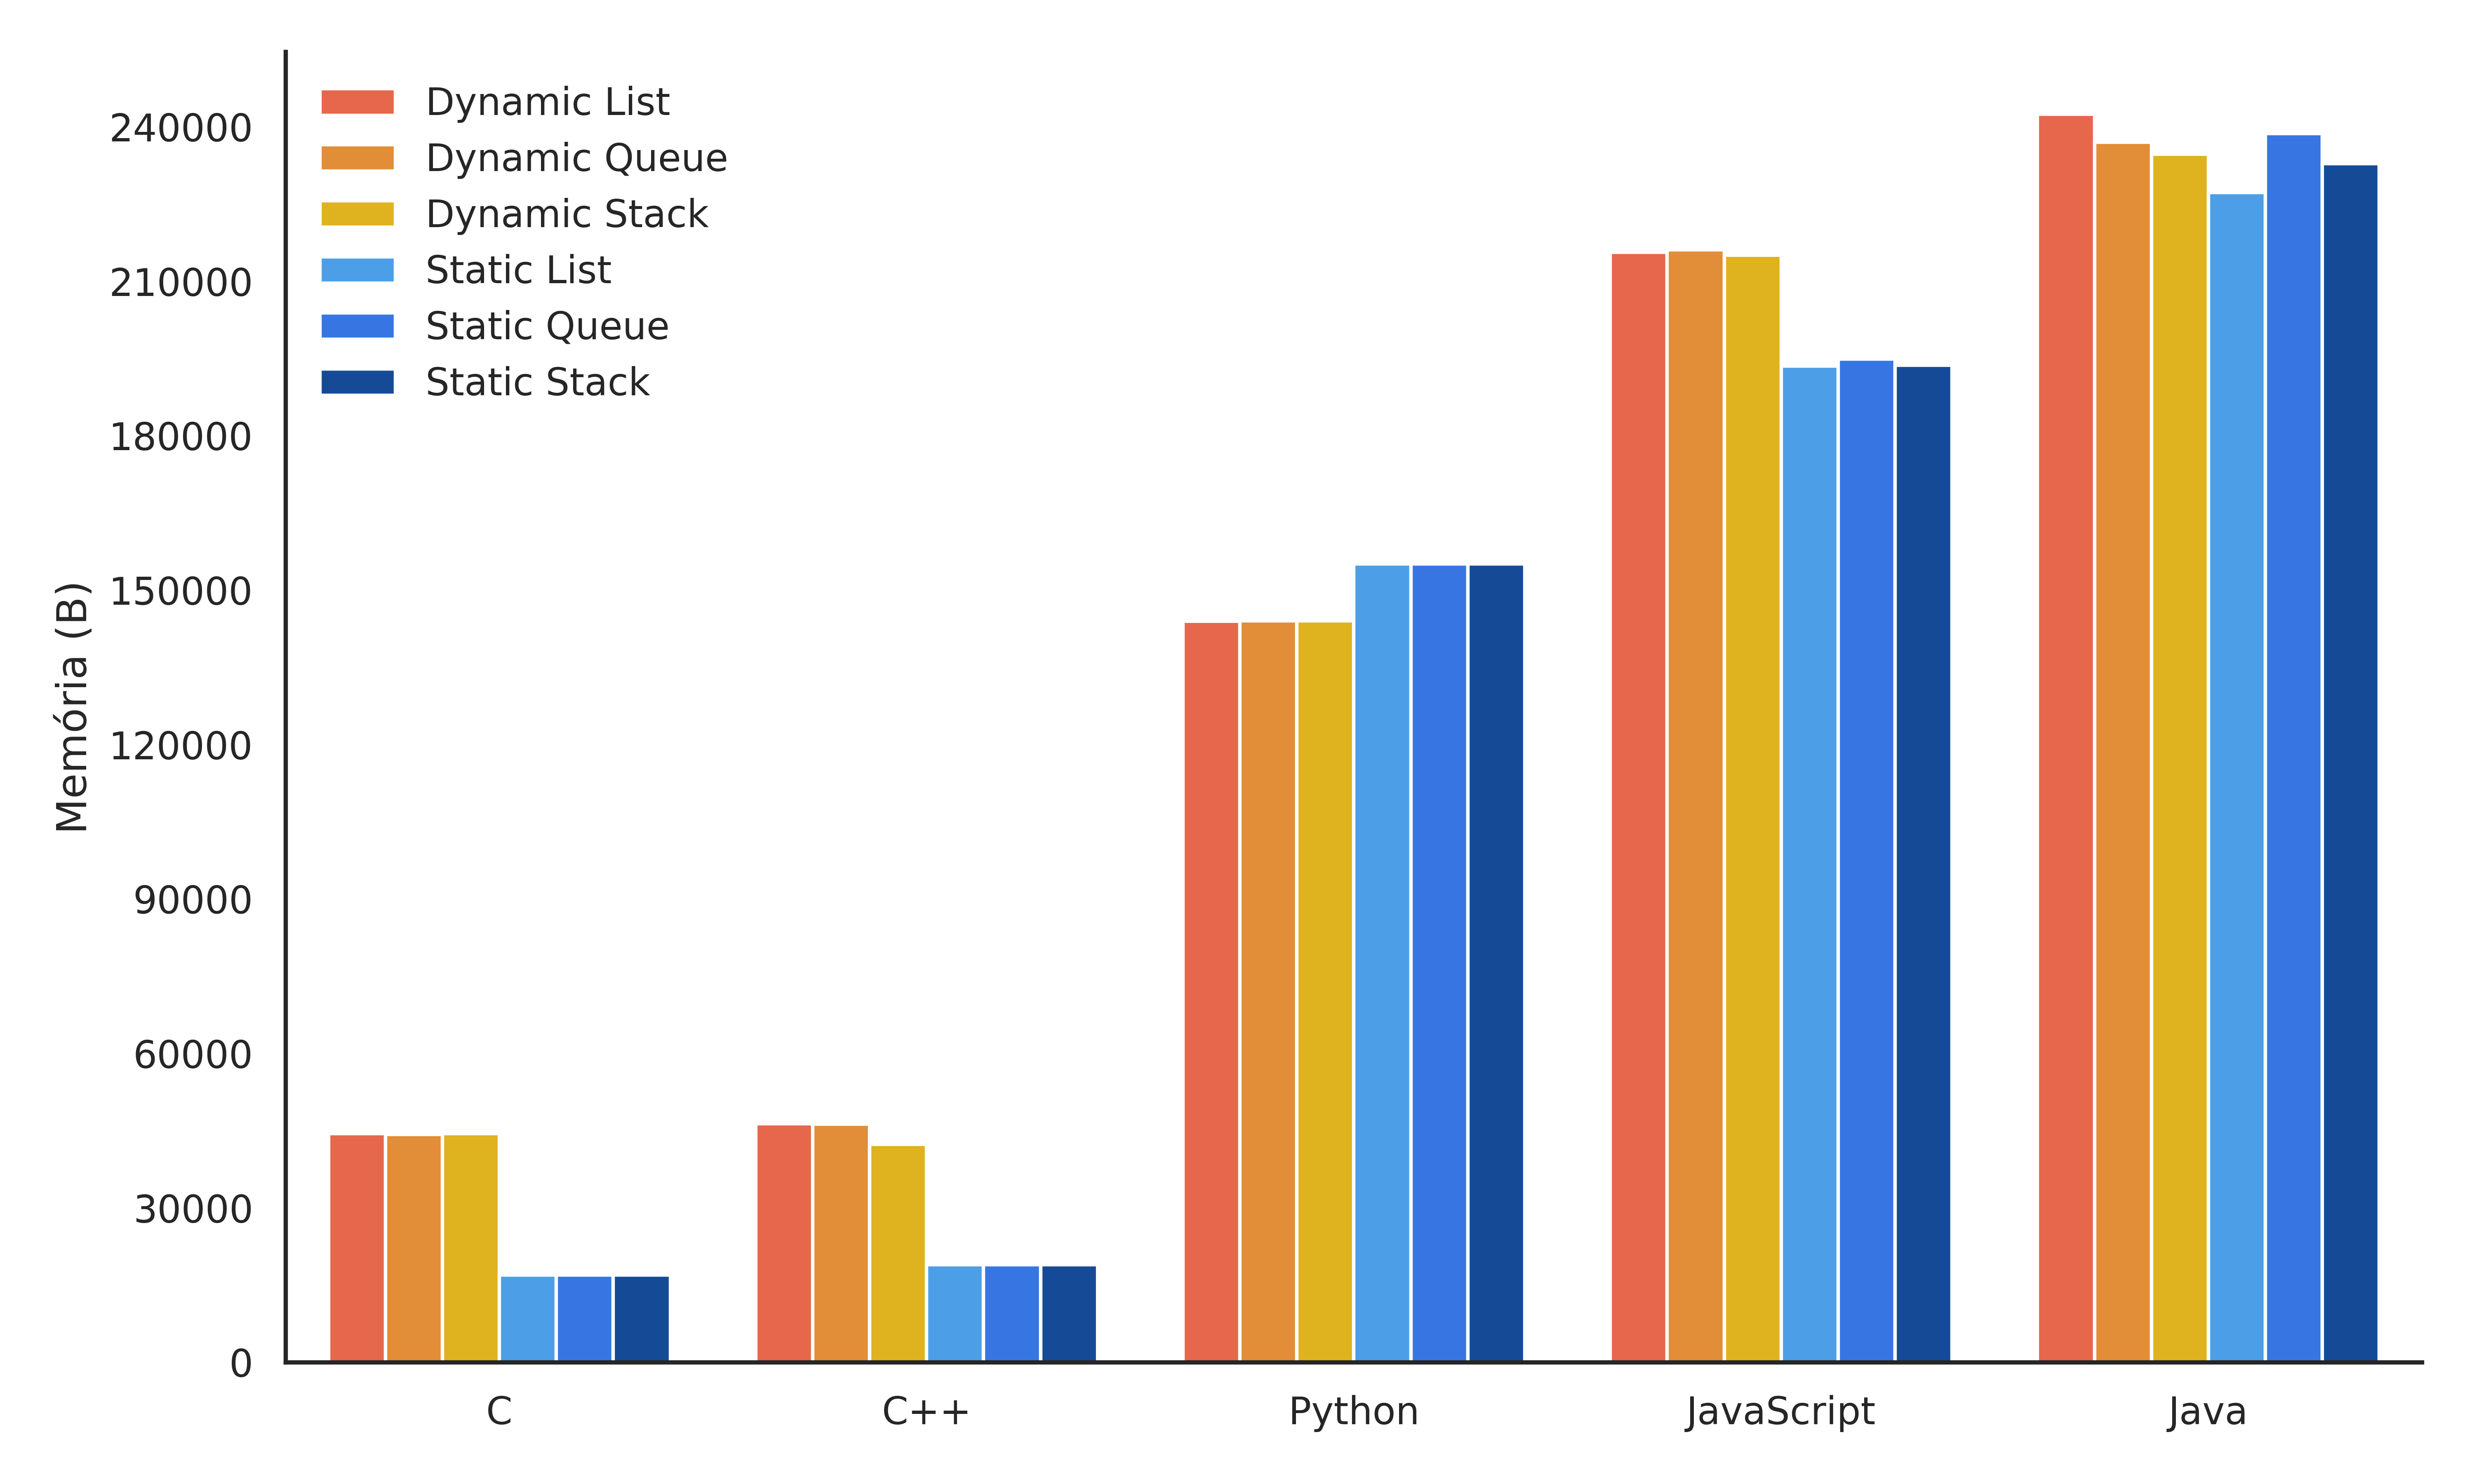 Dynamic List
Dynamic Queue
Dynamic Stack
Static List
Static Queue
Static Stack
Memória (B)
240000
210000
180000
150000
120000
90000
60000
30000
0
C C++ Python JavaScript Java